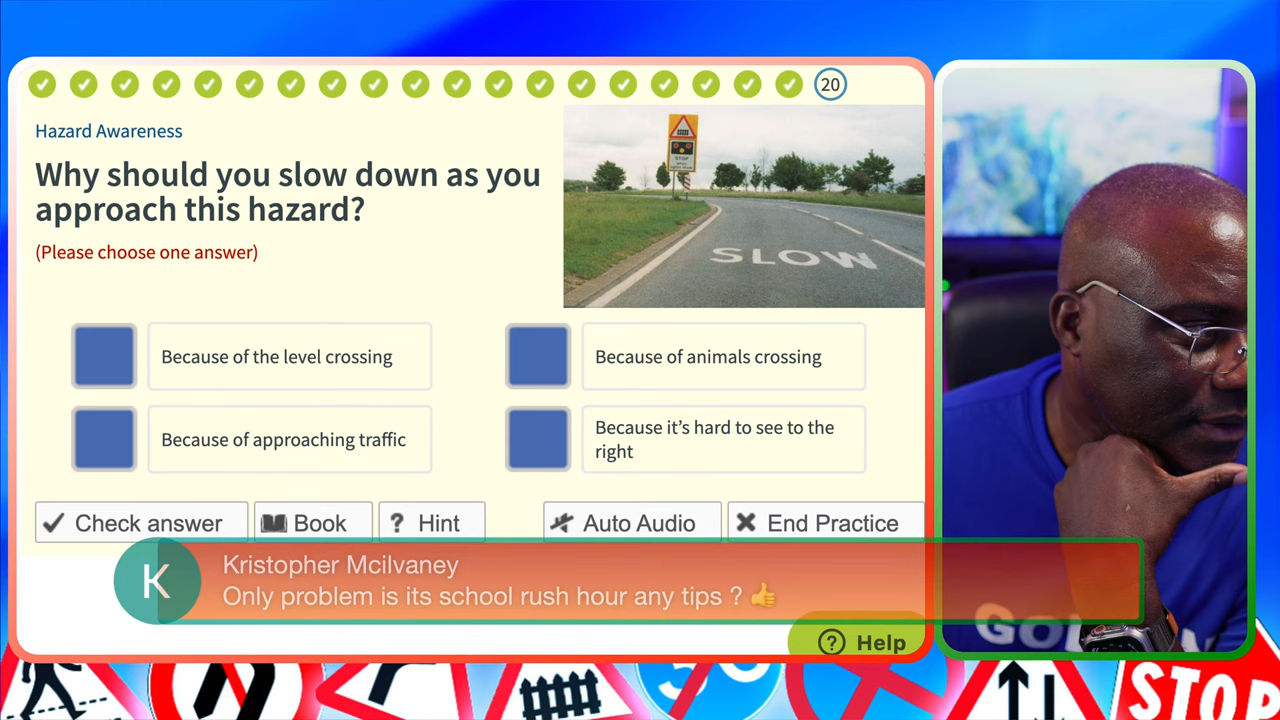 20
Hazard Awareness
Why should you slow down as you
approach this hazard?
(Please choose one answer)
STOP
SLOW
Because of the level crossing
Because of animals crossing
Because of approaching traffic
Because it's hard to see to the
right
Check answer
Book
? Hint
Auto Audio
End Practice
K
Kristopher Mcilvaney
Only problem is its school rush hour any tips ? 👍
? Help
STOP